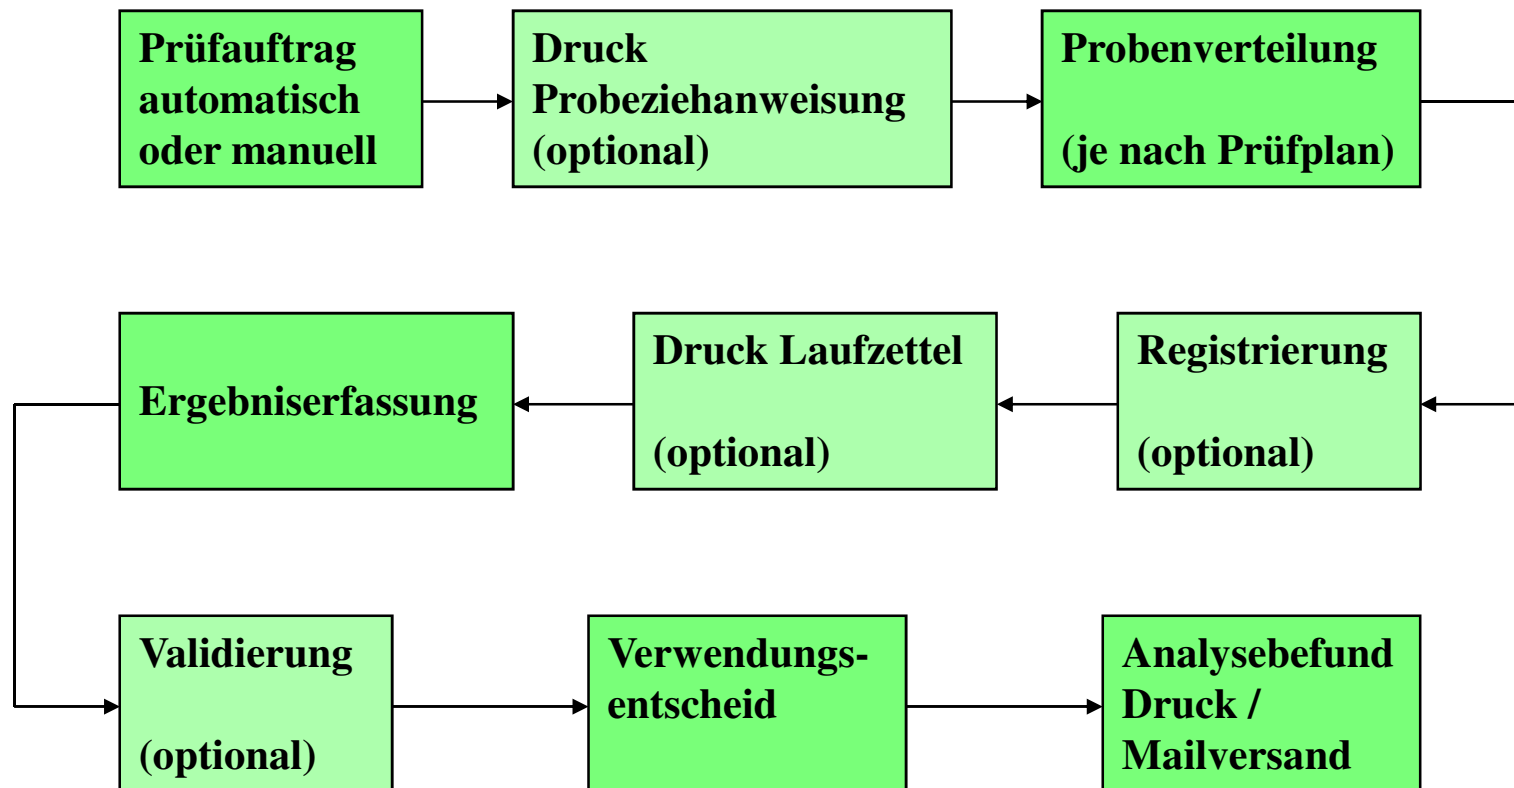 Prüfauftrag
automatisch
oder manuell
Druck
Probeziehanweisung
(optional)
Probenverteilung
(je nach Prüfplan)
Registrierung
(optional)
Druck Laufzettel
(optional)
Ergebniserfassung
Validierung
(optional)
Verwendungs-
entscheid
Analysebefund
Druck /
Mailversand